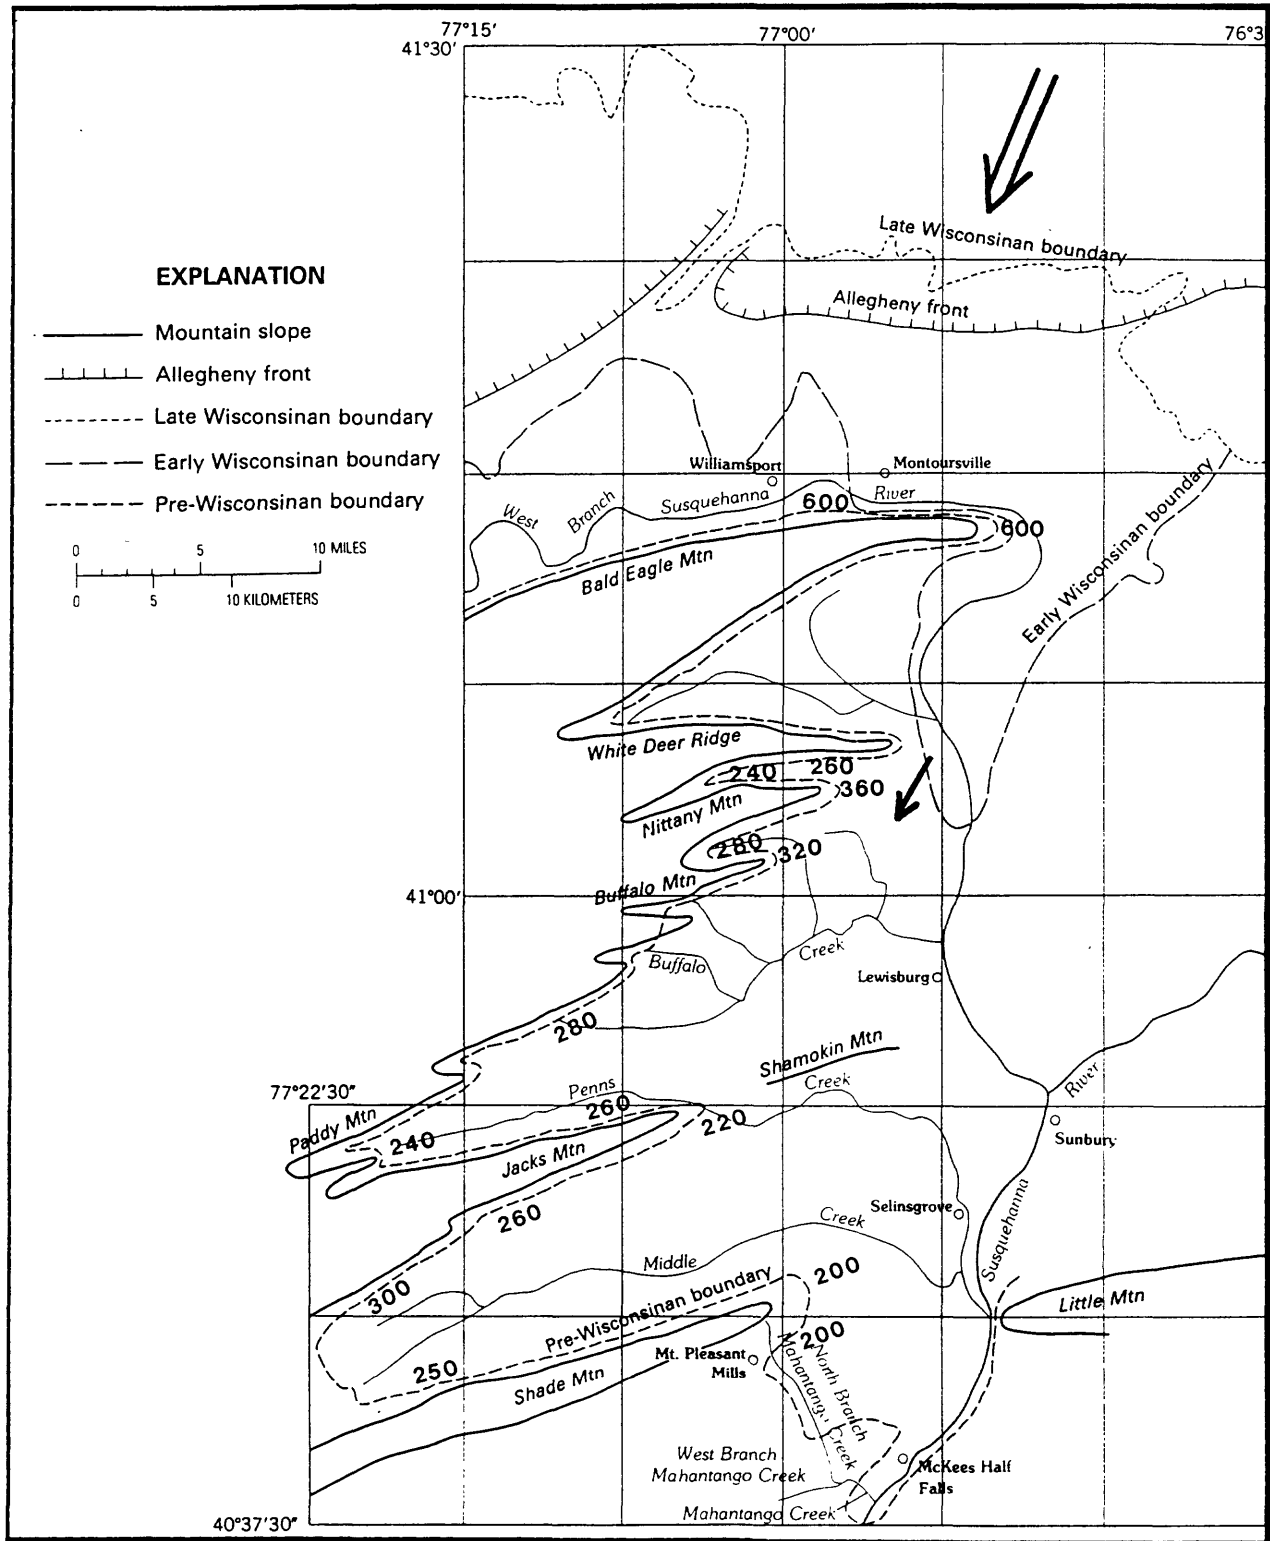 77°15′
77°00′
76°3
41°30′
Late Wisconsinan boundary
EXPLANATION
Mountain slope
Allegheny front
Late Wisconsinan boundary
Early Wisconsinan boundary
Pre-Wisconsinan boundary
0 5 10 MILES
0 5 10 KILOMETERS
Allegheny front
Williamsport
Montoursville
West Branch Susquehanna River
600
600
Bald Eagle Mtn
Early Wisconsinan boundary
White Deer Ridge
240
260
360
Nittany Mtn
280
320
Buffalo Mtn
41°00′
Buffalo Creek
Lewisburg
280
Shamokin Mtn
77°22′30″
Penns Creek
River
260
220
Paddy Mtn
240
Jacks Mtn
Sunbury
260
Selinsgrove
Susquehanna
Middle Creek
300
Pre-Wisconsinan boundary
200
Little Mtn
200
250
Shade Mtn
Mt. Pleasant
Mills
North Branch
Mahantango Creek
West Branch
Mahantango Creek
McKees Half
Falls
Mahantango Creek
40°37′30″